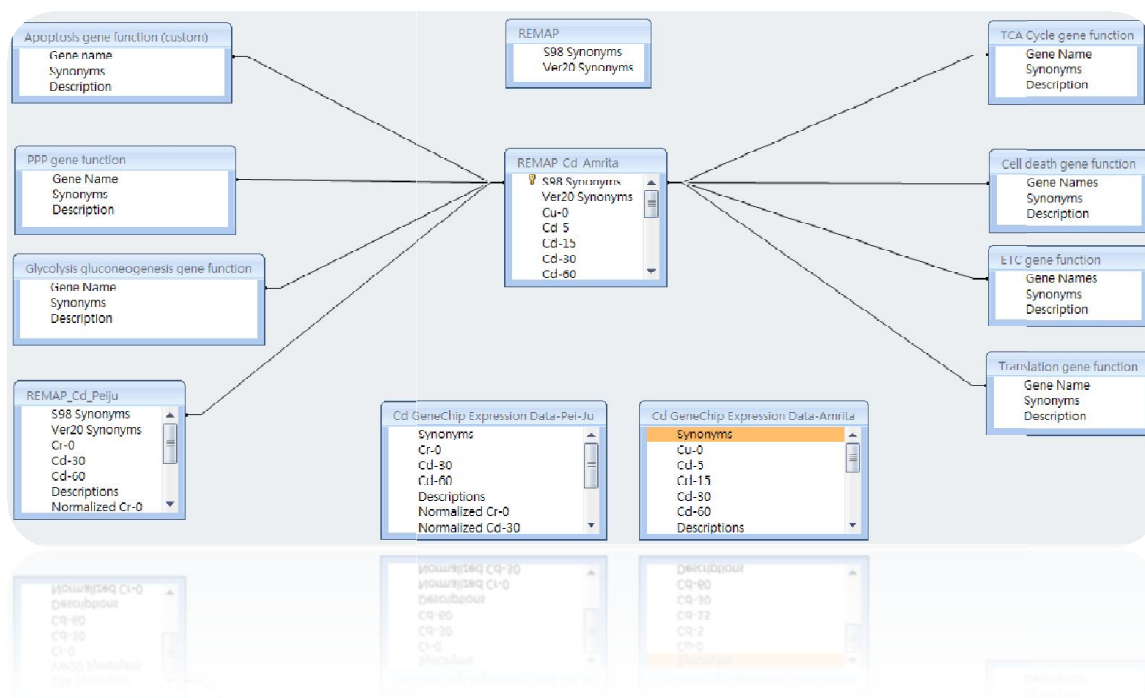 Apoptosis gene function (custom)
Gene name
Synonyms
Description
REMAP
S98 Synonyms
Ver20 Synonyms
TCA Cycle gene function
Gene Name
Synonyms
Description
PPP gene function
Gene Name
Synonyms
Description
REMAP_Cd_Amrita
S98 Synonyms
Ver20 Synonyms
Cu-0
Cd-5
Cd-15
Cd-30
Cd-60
Cell death gene function
Gene Names
Synonyms
Description
Glycolysis gluconeogenesis gene function
Gene Name
Synonyms
Description
ETC gene function
Gene Names
Synonyms
Description
Translation gene function
Gene Name
Synonyms
Description
REMAP_Cd_Peiju
S98 Synonyms
Ver20 Synonyms
Cr-0
Cd-30
Cd-60
Descriptions
Normalized Cr-0
Cd GeneChip Expression Data-Pei-Ju
Synonyms
Cr-0
Cd-30
Cd-60
Descriptions
Normalized Cr-0
Normalized Cd-30
Cd GeneChip Expression Data-Amrita
Synonyms
Cu-0
Cd-5
Cd-15
Cd-30
Cd-60
Descriptions